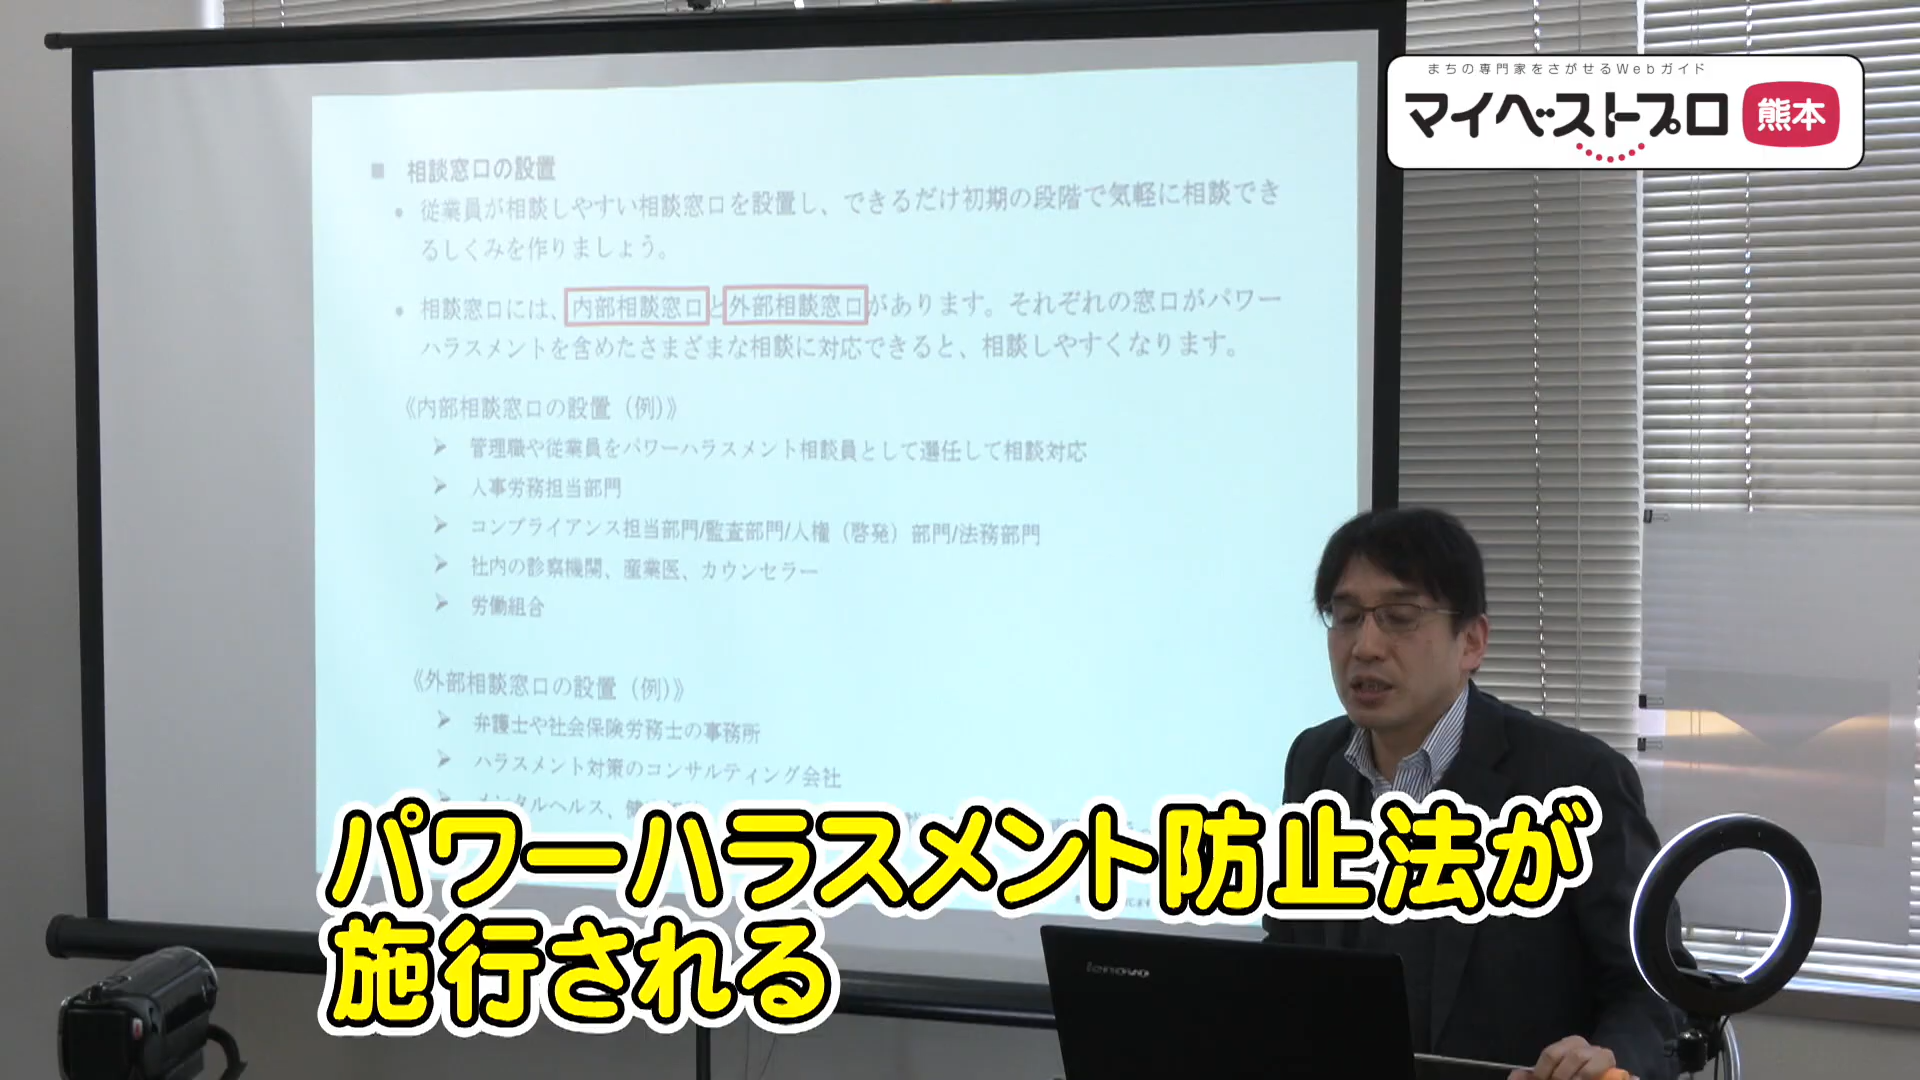 まちの専門家をさがせるWebガイド
マイベストプロ 熊本
■ 相談窓口の設置
• 従業員が相談しやすい相談窓口を設置し、できるだけ初期の段階で気軽に相談でき
るしくみを作りましょう。
• 相談窓口には、内部相談窓口と外部相談窓口があります。それぞれの窓口がパワー
ハラスメントを含めたさまざまな相談に対応できると、相談しやすくなります。
《内部相談窓口の設置（例）》
➢ 管理職や従業員をパワーハラスメント相談員として選任して相談対応
➢ 人事労務担当部門
➢ コンプライアンス担当部門/監査部門/人権（啓発）部門/法務部門
➢ 社内の診察機関、産業医、カウンセラー
➢ 労働組合
《外部相談窓口の設置（例）》
➢ 弁護士や社会保険労務士の事務所
➢ ハラスメント対策のコンサルティング会社
メンタルヘルス、健
パワーハラスメント防止法が
施行される
lenovo